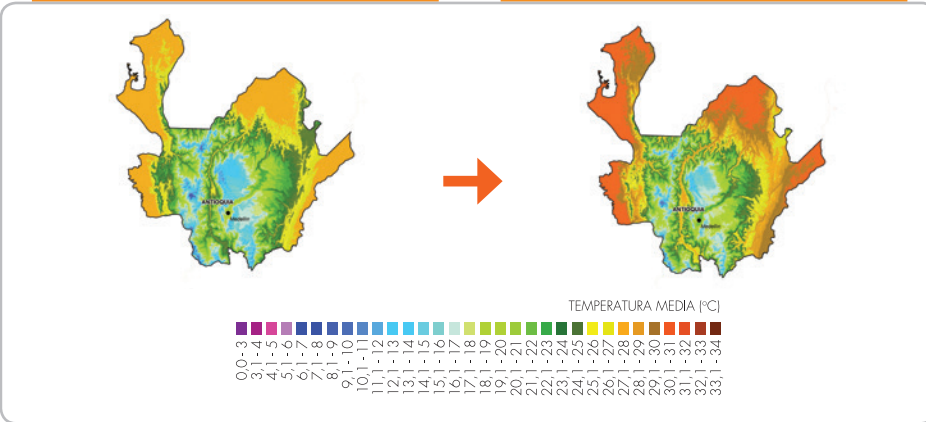 ANTIOQUIA
Medellín
ANTIOQUIA
Medellín
TEMPERATURA MEDIA (°C)
0,0 - 3
3,1 - 4
4,1 - 5
5,1 - 6
6,1 - 7
7,1 - 8
8,1 - 9
9,1 - 10
10,1 - 11
11,1 - 12
12,1 - 13
13,1 - 14
14,1 - 15
15,1 - 16
16,1 - 17
17,1 - 18
18,1 - 19
19,1 - 20
20,1 - 21
21,1 - 22
22,1 - 23
23,1 - 24
24,1 - 25
25,1 - 26
26,1 - 27
27,1 - 28
28,1 - 29
29,1 - 30
30,1 - 31
31,1 - 32
32,1 - 33
33,1 - 34